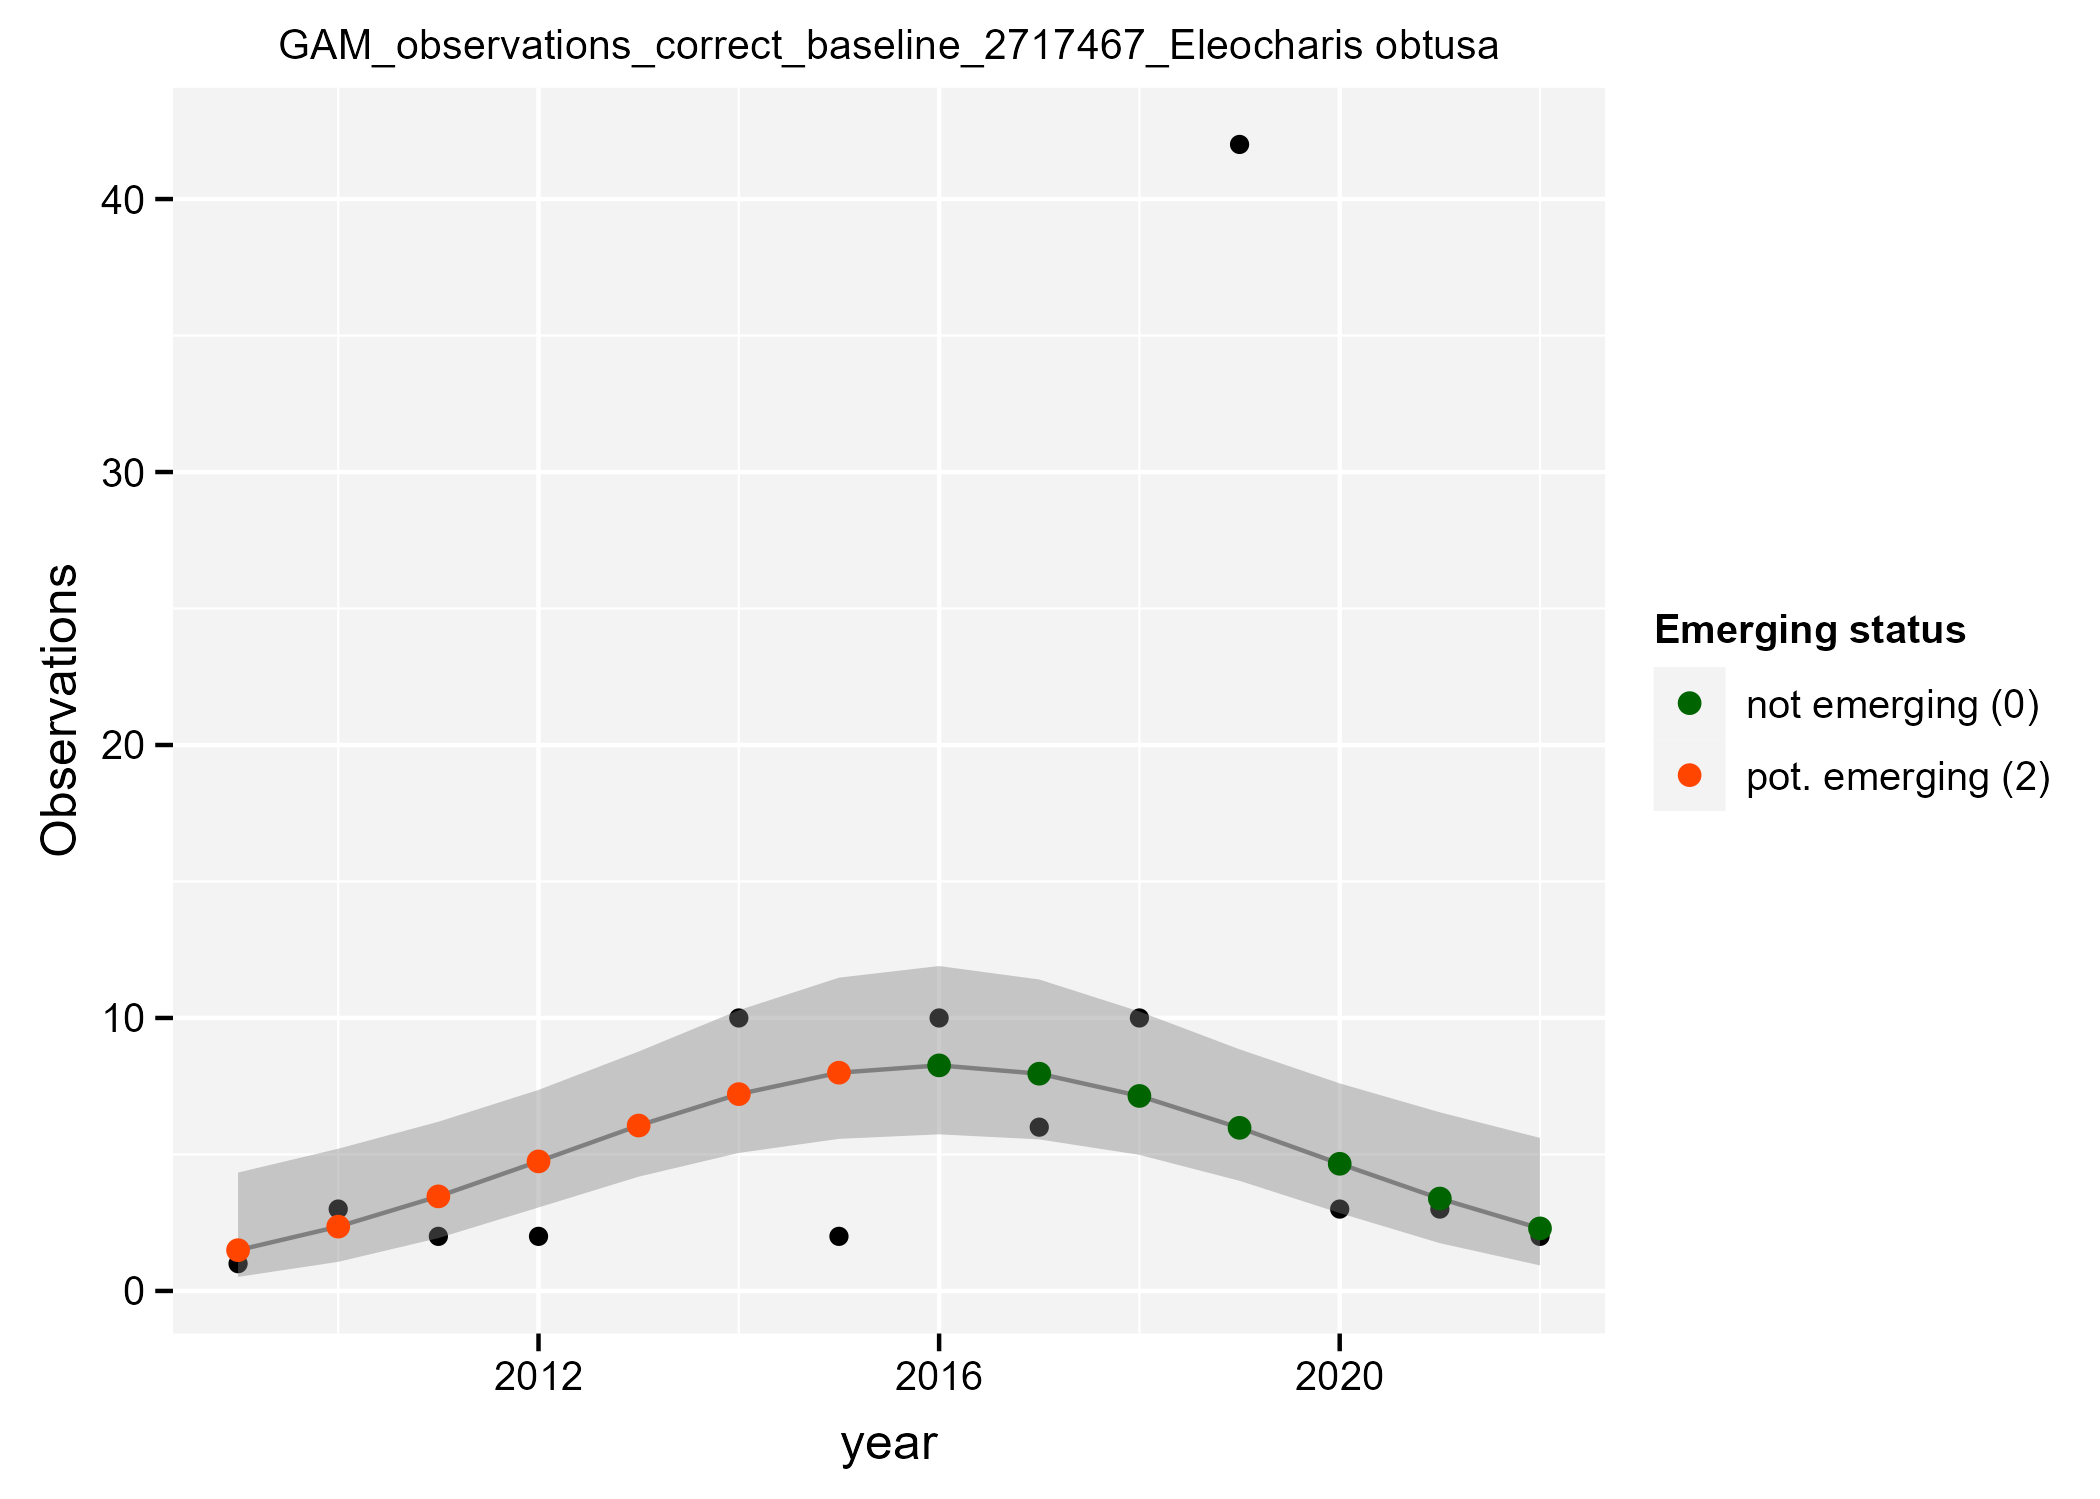 GAM_observations_correct_baseline_2717467_Eleocharis obtusa
40
30
20
10
0
Observations
2012
2016
2020
year
Emerging status
not emerging (0)
pot. emerging (2)